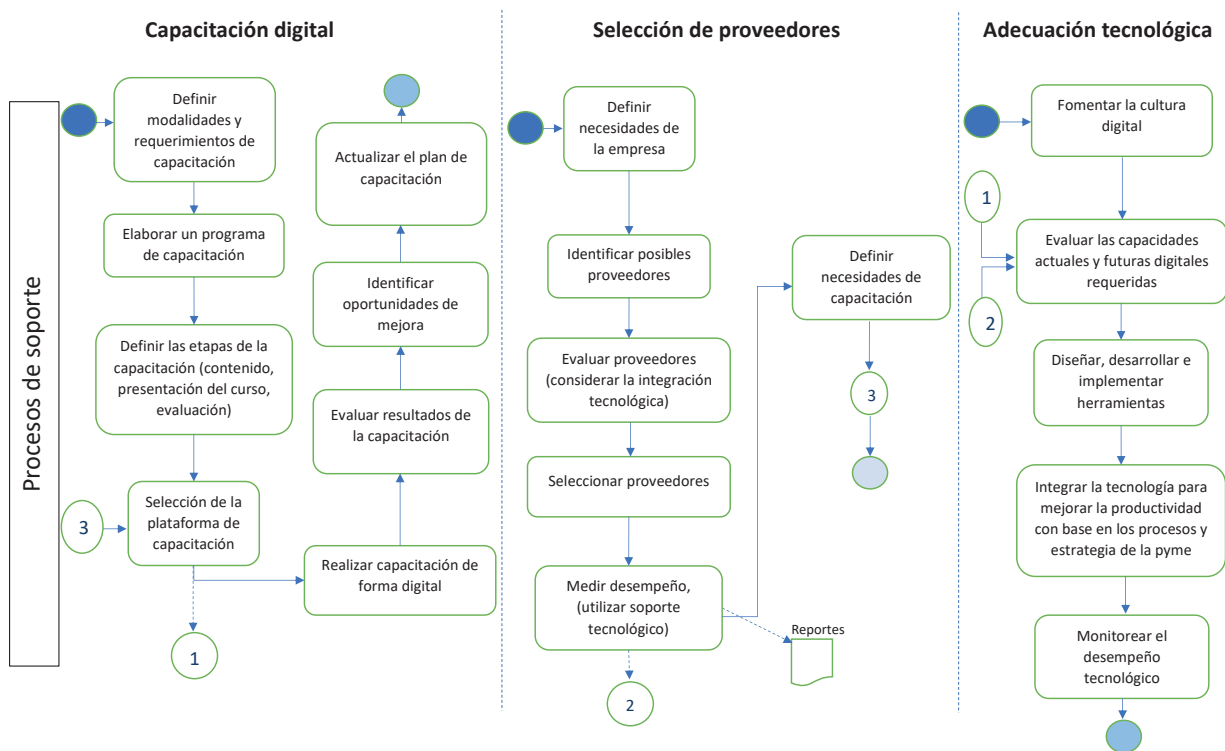 Capacitación digital
Selección de proveedores
Adecuación tecnológica
Procesos de soporte
Definir
modalidades y
requerimientos de
capacitación
Elaborar un programa
de capacitación
Definir las etapas de la
capacitación (contenido,
presentación del curso,
evaluación)
3
Selección de la
plataforma de
capacitación
1
Realizar capacitación de
forma digital
Evaluar resultados de
la capacitación
Identificar
oportunidades de
mejora
Actualizar el plan de
capacitación
Definir
necesidades de
la empresa
Identificar posibles
proveedores
Evaluar proveedores
(considerar la integración
tecnológica)
Seleccionar proveedores
Medir desempeño,
(utilizar soporte
tecnológico)
2
Reportes
Definir
necesidades de
capacitación
3
Fomentar la cultura
digital
1
2
Evaluar las capacidades
actuales y futuras digitales
requeridas
Diseñar, desarrollar e
implementar
herramientas
Integrar la tecnología para
mejorar la productividad
con base en los procesos y
estrategia de la pyme
Monitorear el
desempeño
tecnológico